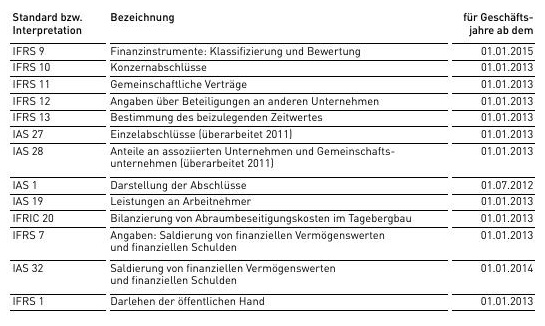 Standard bzw. Bezeichnung für Geschäfts-
Interpretation jahre ab dem
IFRS 9 Finanzinstrumente: Klassifizierung und Bewertung 01.01.2015
IFRS 10 Konzernabschlüsse 01.01.2013
IFRS 11 Gemeinschaftliche Verträge 01.01.2013
IFRS 12 Angaben über Beteiligungen an anderen Unternehmen 01.01.2013
IFRS 13 Bestimmung des beizulegenden Zeitwertes 01.01.2013
IAS 27 Einzelabschlüsse (überarbeitet 2011) 01.01.2013
IAS 28 Anteile an assoziierten Unternehmen und Gemeinschafts- 01.01.2013
unternehmen (überarbeitet 2011)
IAS 1 Darstellung der Abschlüsse 01.07.2012
IAS 19 Leistungen an Arbeitnehmer 01.01.2013
IFRIC 20 Bilanzierung von Abraumbeseitigungskosten im Tagebergbau 01.01.2013
IFRS 7 Angaben: Saldierung von finanziellen Vermögenswerten 01.01.2013
und finanziellen Schulden
IAS 32 Saldierung von finanziellen Vermögenswerten 01.01.2014
und finanziellen Schulden
IFRS 1 Darlehen der öffentlichen Hand 01.01.2013